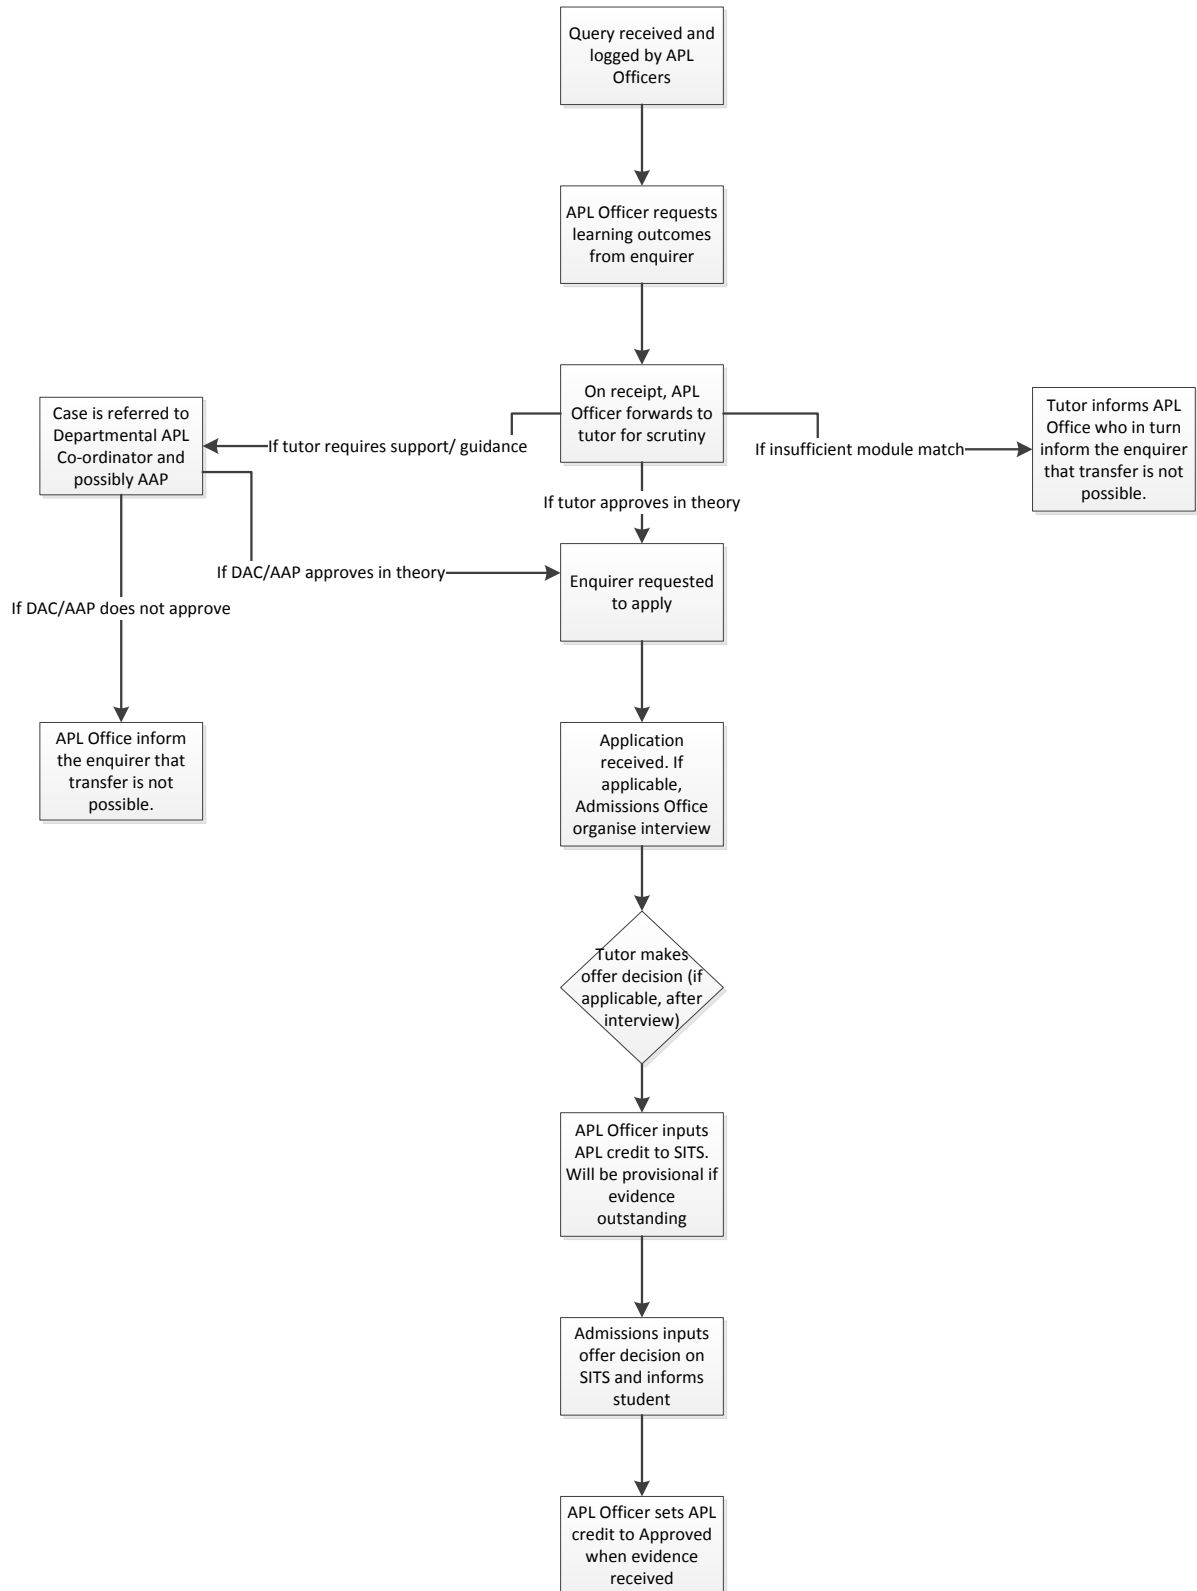 Query received and
logged by APL
Officers
APL Officer requests
learning outcomes
from enquirer
On receipt, APL
Officer forwards to
tutor for scrutiny
Case is referred to
Departmental APL
Co-ordinator and
possibly AAP
Tutor informs APL
Office who in turn
inform the enquirer
that transfer is not
possible.
If tutor requires support/ guidance
If insufficient module match
If tutor approves in theory
If DAC/AAP approves in theory
Enquirer requested
to apply
If DAC/AAP does not approve
APL Office inform
the enquirer that
transfer is not
possible.
Application
received. If
applicable,
Admissions Office
organise interview
Tutor makes
offer decision (if
applicable, after
interview)
APL Officer inputs
APL credit to SITS.
Will be provisional if
evidence
outstanding
Admissions inputs
offer decision on
SITS and informs
student
APL Officer sets APL
credit to Approved
when evidence
received